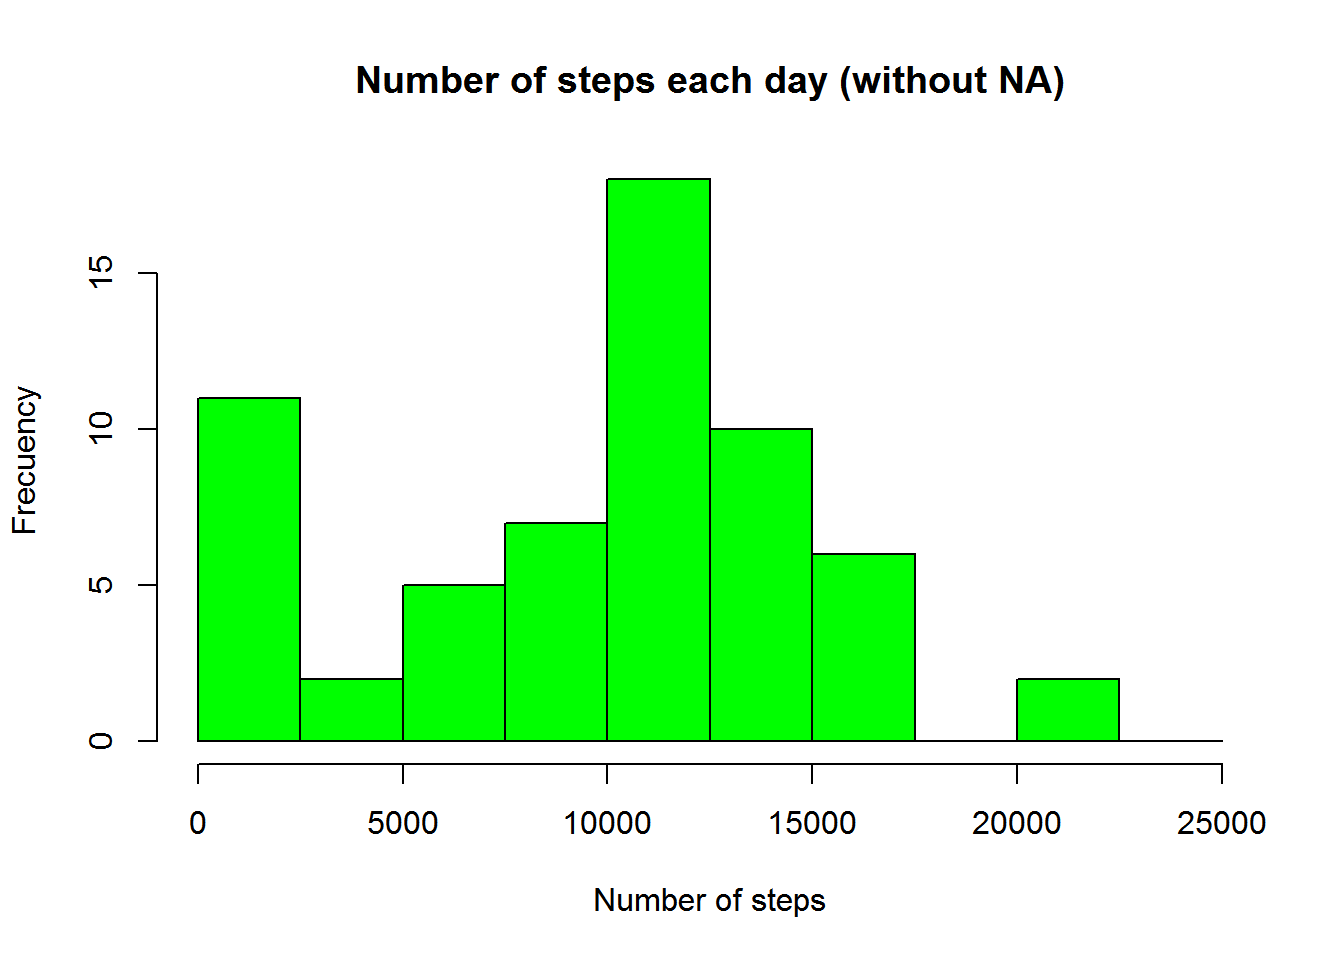 Number of steps each day (without NA)
15
10
5
0
Frecuency
0 5000 10000 15000 20000 25000
Number of steps